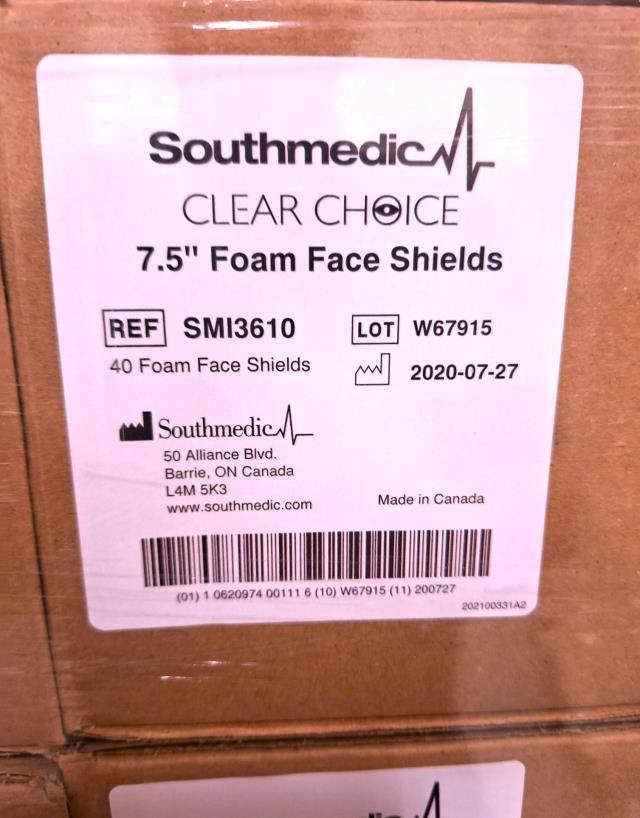 Southmedic
CLEAR CHOICE
7.5" Foam Face Shields
REF SMI3610
LOT W67915
40 Foam Face Shields
2020-07-27
Southmedic
50 Alliance Blvd.
Barrie, ON Canada
L4M 5K3
www.southmedic.com
Made in Canada
(01) 1 0620974 00111 6 (10) W67915 (11) 200727
202100331A2